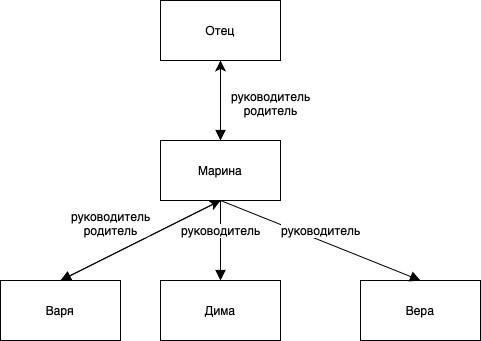 Отец
руководитель
родитель
Марина
руководитель
родитель
руководитель
руководитель
Варя
Дима
Вера